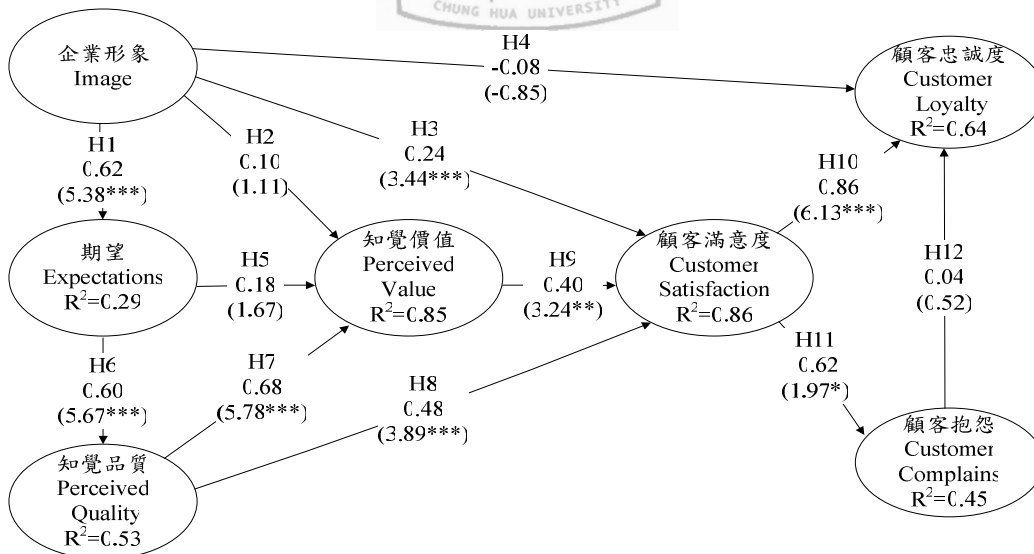 CHUNG HUA UNIVERSITY
企業形象
Image
H4
-0.08
(-0.85)
顧客忠誠度
Customer
Loyalty
R²=0.64
H1
0.62
(5.38***)
H2
0.10
(1.11)
H3
0.24
(3.44***)
H10
0.86
(6.13***)
期望
Expectations
R²=0.29
H5
0.18
(1.67)
知覺價值
Perceived
Value
R²=0.85
H9
0.40
(3.24**)
顧客滿意度
Customer
Satisfaction
R²=0.86
H12
0.04
(0.52)
H6
0.60
(5.67***)
H7
0.68
(5.78***)
H8
0.48
(3.89***)
H11
0.62
(1.97*)
知覺品質
Perceived
Quality
R²=0.53
顧客抱怨
Customer
Complains
R²=0.45